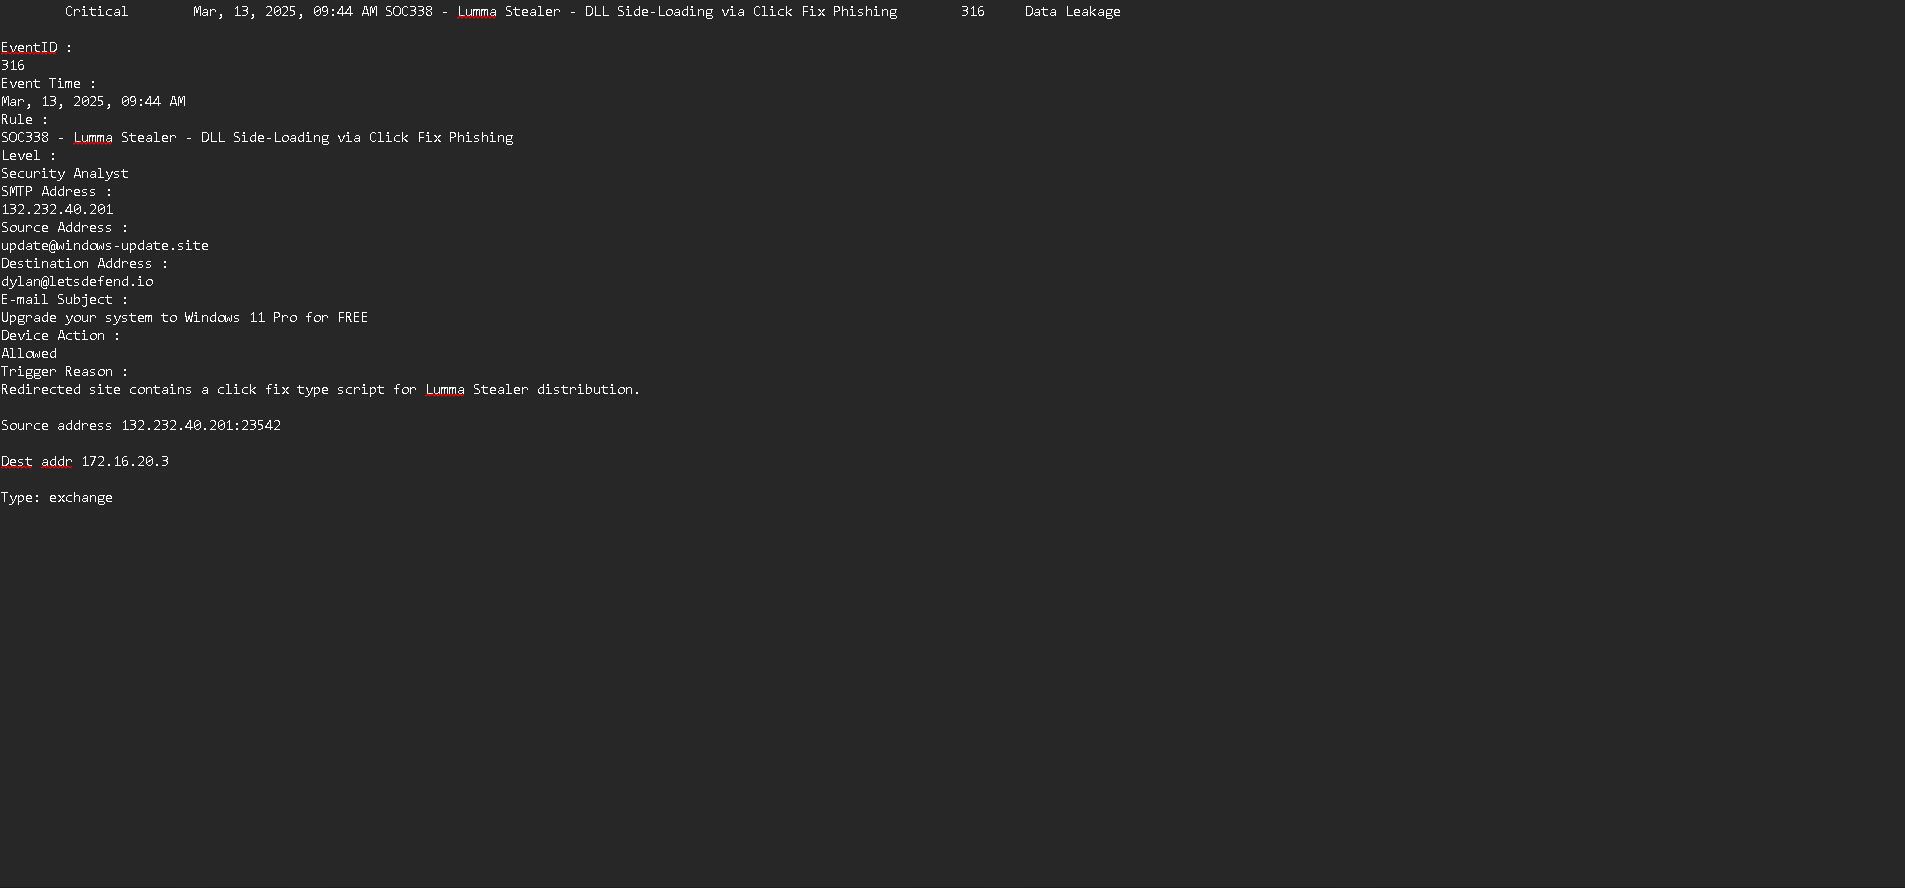 Critical Mar, 13, 2025, 09:44 AM SOC338 - Lumma Stealer - DLL Side-Loading via Click Fix Phishing 316 Data Leakage
EventID :
316
Event Time :
Mar, 13, 2025, 09:44 AM
Rule :
SOC338 - Lumma Stealer - DLL Side-Loading via Click Fix Phishing
Level :
Security Analyst
SMTP Address :
132.232.40.201
Source Address :
update@windows-update.site
Destination Address :
dylan@letsdefend.io
E-mail Subject :
Upgrade your system to Windows 11 Pro for FREE
Device Action :
Allowed
Trigger Reason :
Redirected site contains a click fix type script for Lumma Stealer distribution.
Source address 132.232.40.201:23542
Dest addr 172.16.20.3
Type: exchange